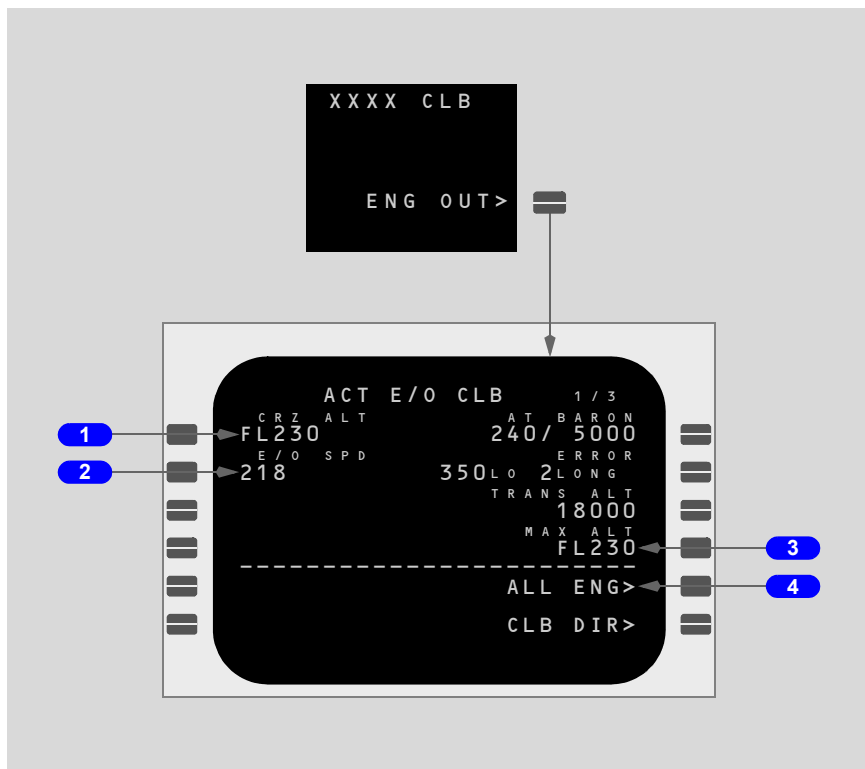 XXXX CLB
ENG OUT>
ACT E/O CLB 1/3
CRZ ALT AT BARON
1 FL230 240/ 5000
E/O SPD ERROR
2 218 350LO 2LONG
TRANS ALT
18000
MAX ALT
FL230 3
------------------------
ALL ENG> 4
CLB DIR>